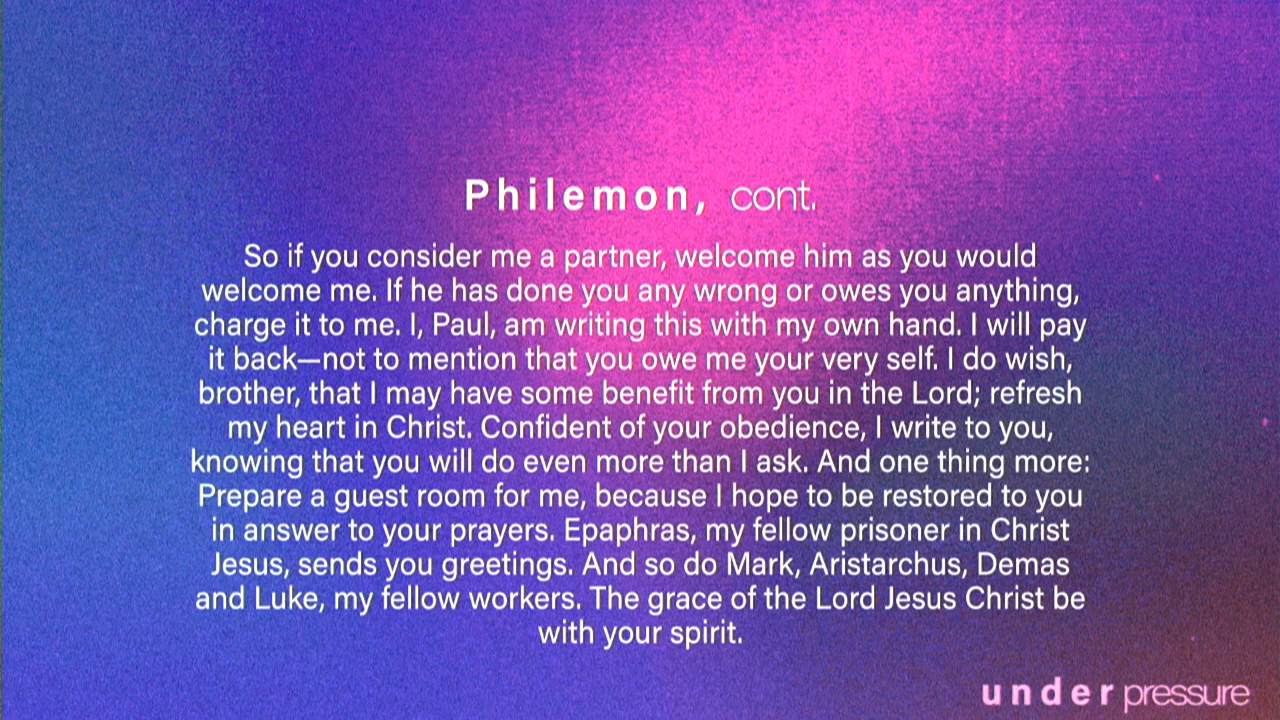 Philemon, cont.
So if you consider me a partner, welcome him as you would
welcome me. If he has done you any wrong or owes you anything,
charge it to me. I, Paul, am writing this with my own hand. I will pay
it back—not to mention that you owe me your very self. I do wish,
brother, that I may have some benefit from you in the Lord; refresh
my heart in Christ. Confident of your obedience, I write to you,
knowing that you will do even more than I ask. And one thing more:
Prepare a guest room for me, because I hope to be restored to you
in answer to your prayers. Epaphras, my fellow prisoner in Christ
Jesus, sends you greetings. And so do Mark, Aristarchus, Demas
and Luke, my fellow workers. The grace of the Lord Jesus Christ be
with your spirit.
under pressure